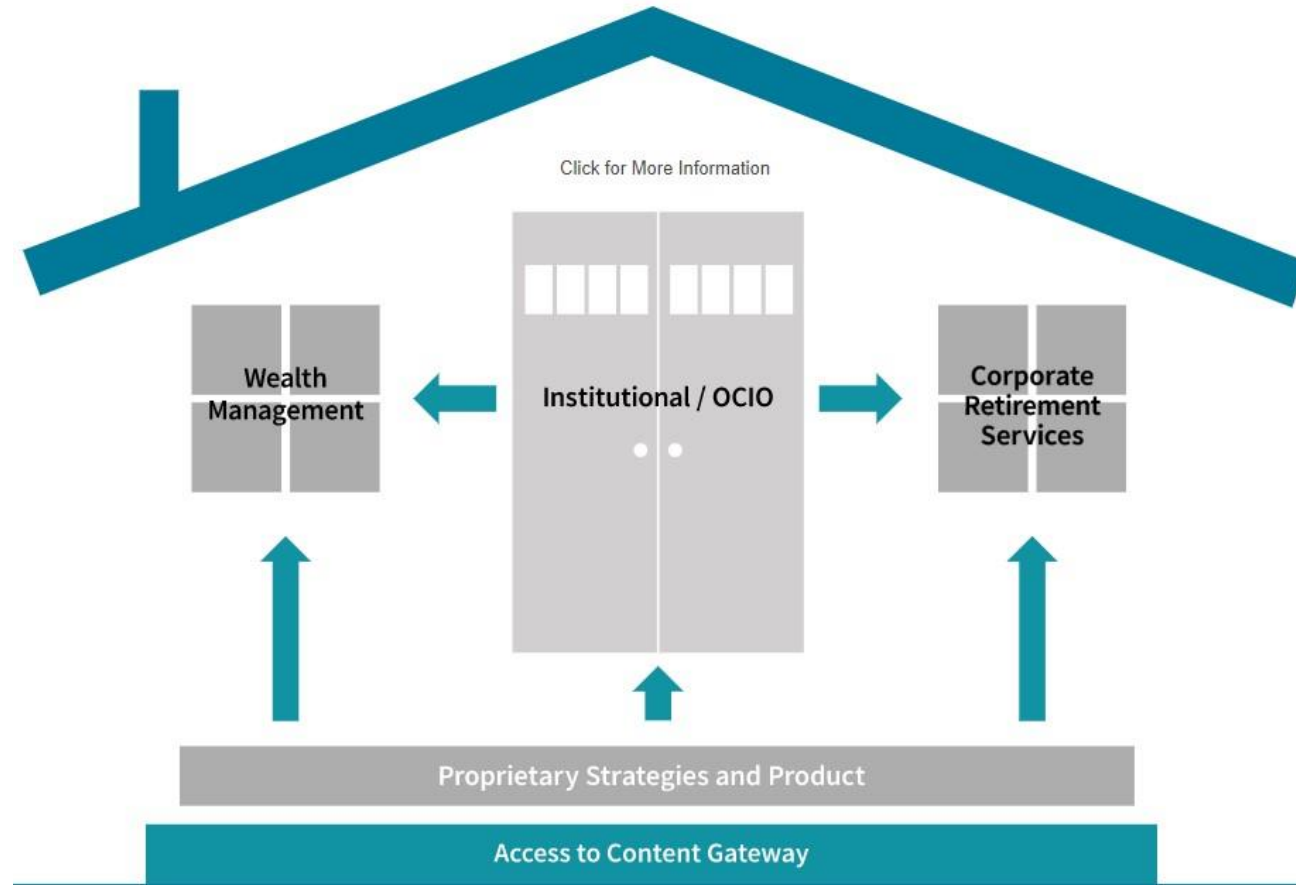 Click for More Information
Wealth
Management
Institutional / OCIO
Corporate
Retirement
Services
Proprietary Strategies and Product
Access to Content Gateway